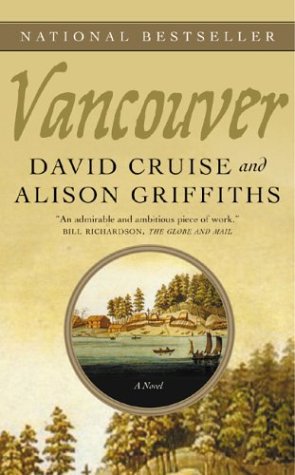 NATIONAL BESTSELLER
Vancouver
DAVID CRUISE and
ALISON GRIFFITHS
"An admirable and ambitious piece of work."
BILL RICHARDSON, THE GLOBE AND MAIL
A Novel